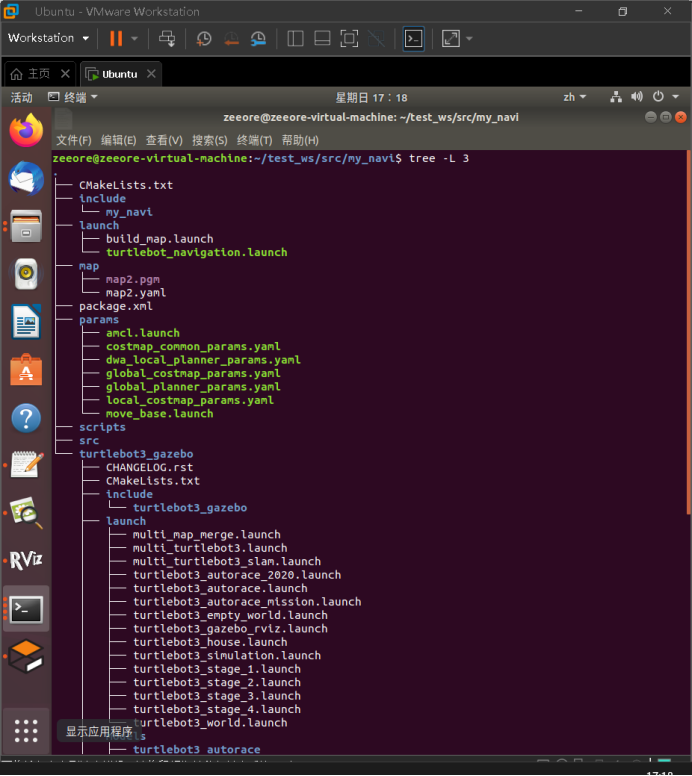 Ubuntu - VMware Workstation
Workstation
主页
Ubuntu
活动 终端 星期日 17：18 zh
zeeore@zeeore-virtual-machine: ~/test_ws/src/my_navi
文件(F) 编辑(E) 查看(V) 搜索(S) 终端(T) 帮助(H)
zeeore@zeeore-virtual-machine:~/test_ws/src/my_navi$ tree -L 3
.
├── CMakeLists.txt
├── include
│   └── my_navi
├── launch
│   ├── build_map.launch
│   └── turtlebot_navigation.launch
├── map
│   ├── map2.pgm
│   └── map2.yaml
├── package.xml
├── params
│   ├── amcl.launch
│   ├── costmap_common_params.yaml
│   ├── dwa_local_planner_params.yaml
│   ├── global_costmap_params.yaml
│   ├── global_planner_params.yaml
│   ├── local_costmap_params.yaml
│   └── move_base.launch
├── scripts
├── src
└── turtlebot3_gazebo
    ├── CHANGELOG.rst
    ├── CMakeLists.txt
    ├── include
    │   └── turtlebot3_gazebo
    ├── launch
    │   ├── multi_map_merge.launch
    │   ├── multi_turtlebot3.launch
    │   ├── multi_turtlebot3_slam.launch
    │   ├── turtlebot3_autorace_2020.launch
    │   ├── turtlebot3_autorace.launch
    │   ├── turtlebot3_autorace_mission.launch
    │   ├── turtlebot3_empty_world.launch
    │   ├── turtlebot3_gazebo_rviz.launch
    │   ├── turtlebot3_house.launch
    │   ├── turtlebot3_simulation.launch
    │   ├── turtlebot3_stage_1.launch
    │   ├── turtlebot3_stage_2.launch
    │   ├── turtlebot3_stage_3.launch
    │   ├── turtlebot3_stage_4.launch
    │   └── turtlebot3_world.launch
    │   ├── turtlebot3_autorace
RViz
显示应用程序
17:18